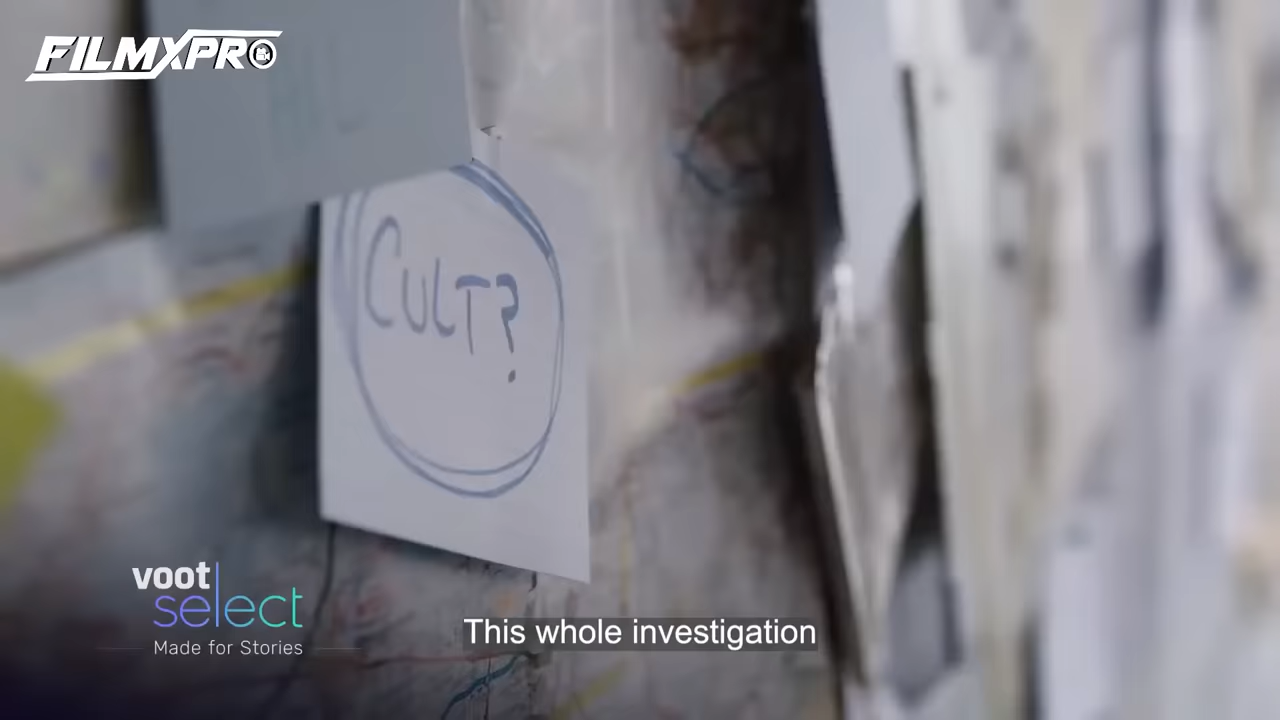 FILMXPRO
CULT?
voot
select
Made for Stories
This whole investigation